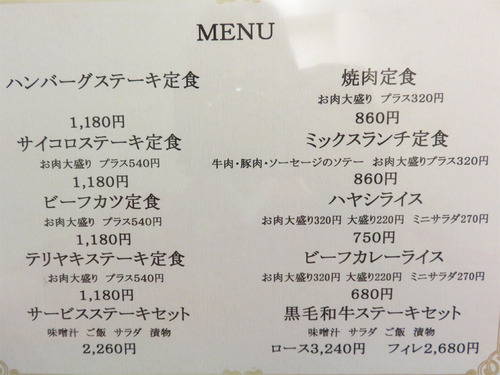 MENU
ハンバーグステーキ定食
1,180円
サイコロステーキ定食
お肉大盛り プラス540円
1,180円
ビーフカツ定食
お肉大盛り プラス540円
1,180円
テリヤキステーキ定食
お肉大盛り プラス540円
1,180円
サービスステーキセット
味噌汁 ご飯 サラダ 漬物
2,260円
焼肉定食
お肉大盛り プラス320円
860円
ミックスランチ定食
牛肉・豚肉・ソーセージのソテー お肉大盛りプラス320円
860円
ハヤシライス
お肉大盛り320円 大盛り220円 ミニサラダ270円
750円
ビーフカレーライス
お肉大盛り320円 大盛り220円 ミニサラダ270円
680円
黒毛和牛ステーキセット
味噌汁 サラダ ご飯 漬物
ロース3,240円 フィレ2,680円